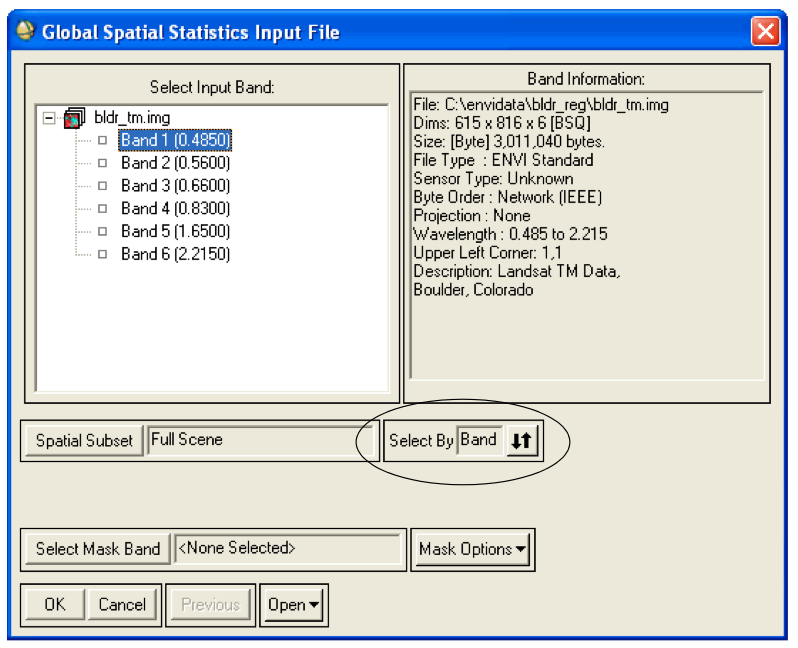 Global Spatial Statistics Input File
Select Input Band:
bldr_tm.img
Band 1 (0.4850)
Band 2 (0.5600)
Band 3 (0.6600)
Band 4 (0.8300)
Band 5 (1.6500)
Band 6 (2.2150)
Band Information:
File: C:\envidata\bldr_reg\bldr_tm.img
Dims: 615 x 816 x 6 [BSQ]
Size: [Byte] 3,011,040 bytes.
File Type : ENVI Standard
Sensor Type: Unknown
Byte Order : Network (IEEE)
Projection : None
Wavelength : 0.485 to 2.215
Upper Left Corner: 1,1
Description: Landsat TM Data,
Boulder, Colorado
Spatial Subset Full Scene
Select By Band
Select Mask Band <None Selected>
Mask Options
OK Cancel Previous Open